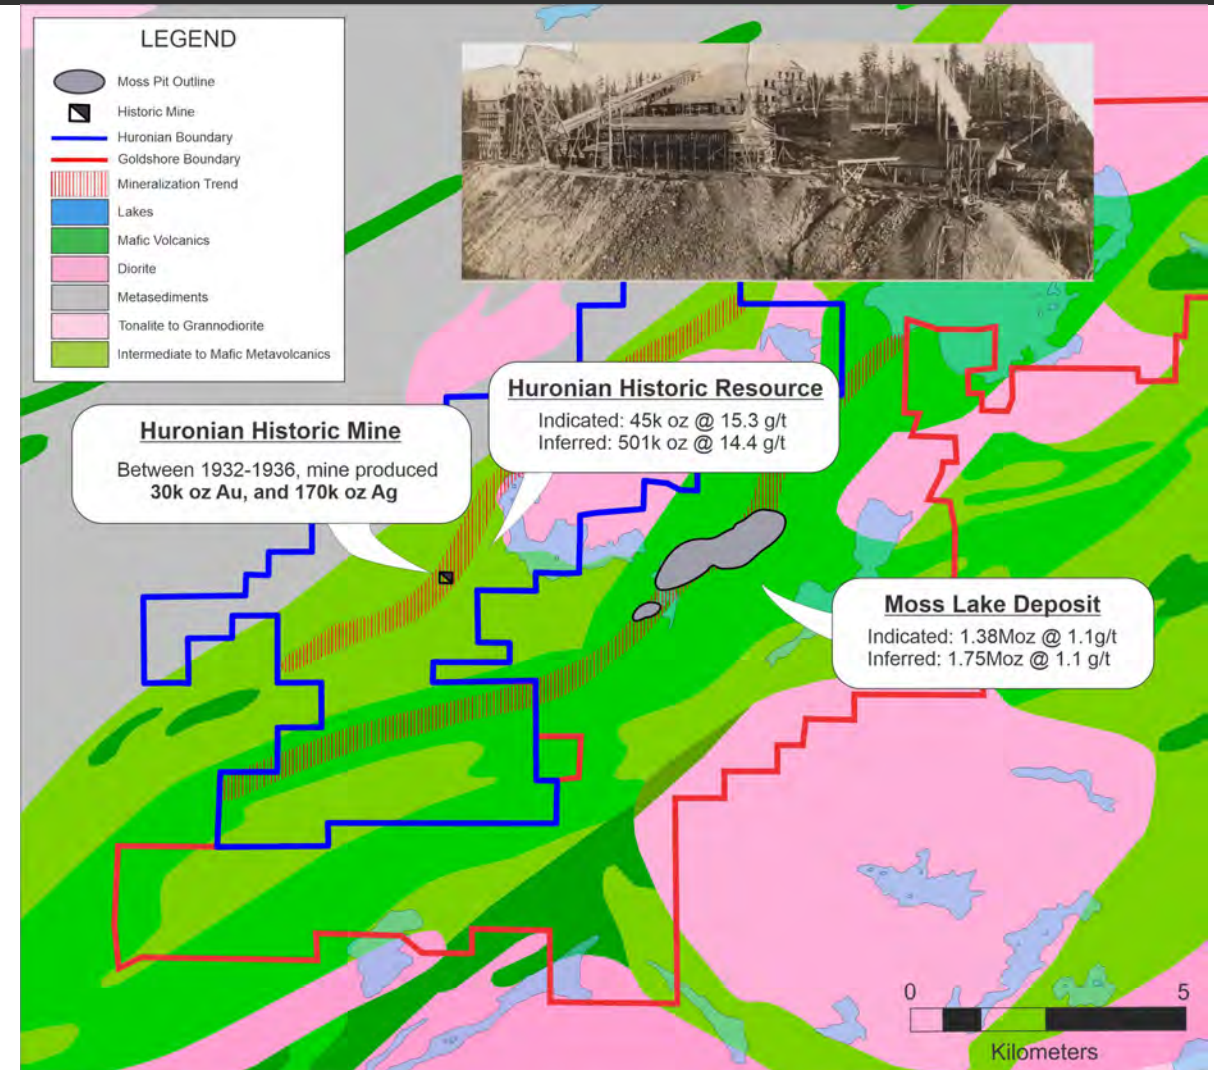 LEGEND
Moss Pit Outline
Historic Mine
Huronian Boundary
Goldshore Boundary
Mineralization Trend
Lakes
Mafic Volcanics
Diorite
Metasediments
Tonalite to Grannodiorite
Intermediate to Mafic Metavolcanics
Huronian Historic Resource
Indicated: 45k oz @ 15.3 g/t
Inferred: 501k oz @ 14.4 g/t
Huronian Historic Mine
Between 1932-1936, mine produced
30k oz Au, and 170k oz Ag
Moss Lake Deposit
Indicated: 1.38Moz @ 1.1g/t
Inferred: 1.75Moz @ 1.1 g/t
0 5
Kilometers